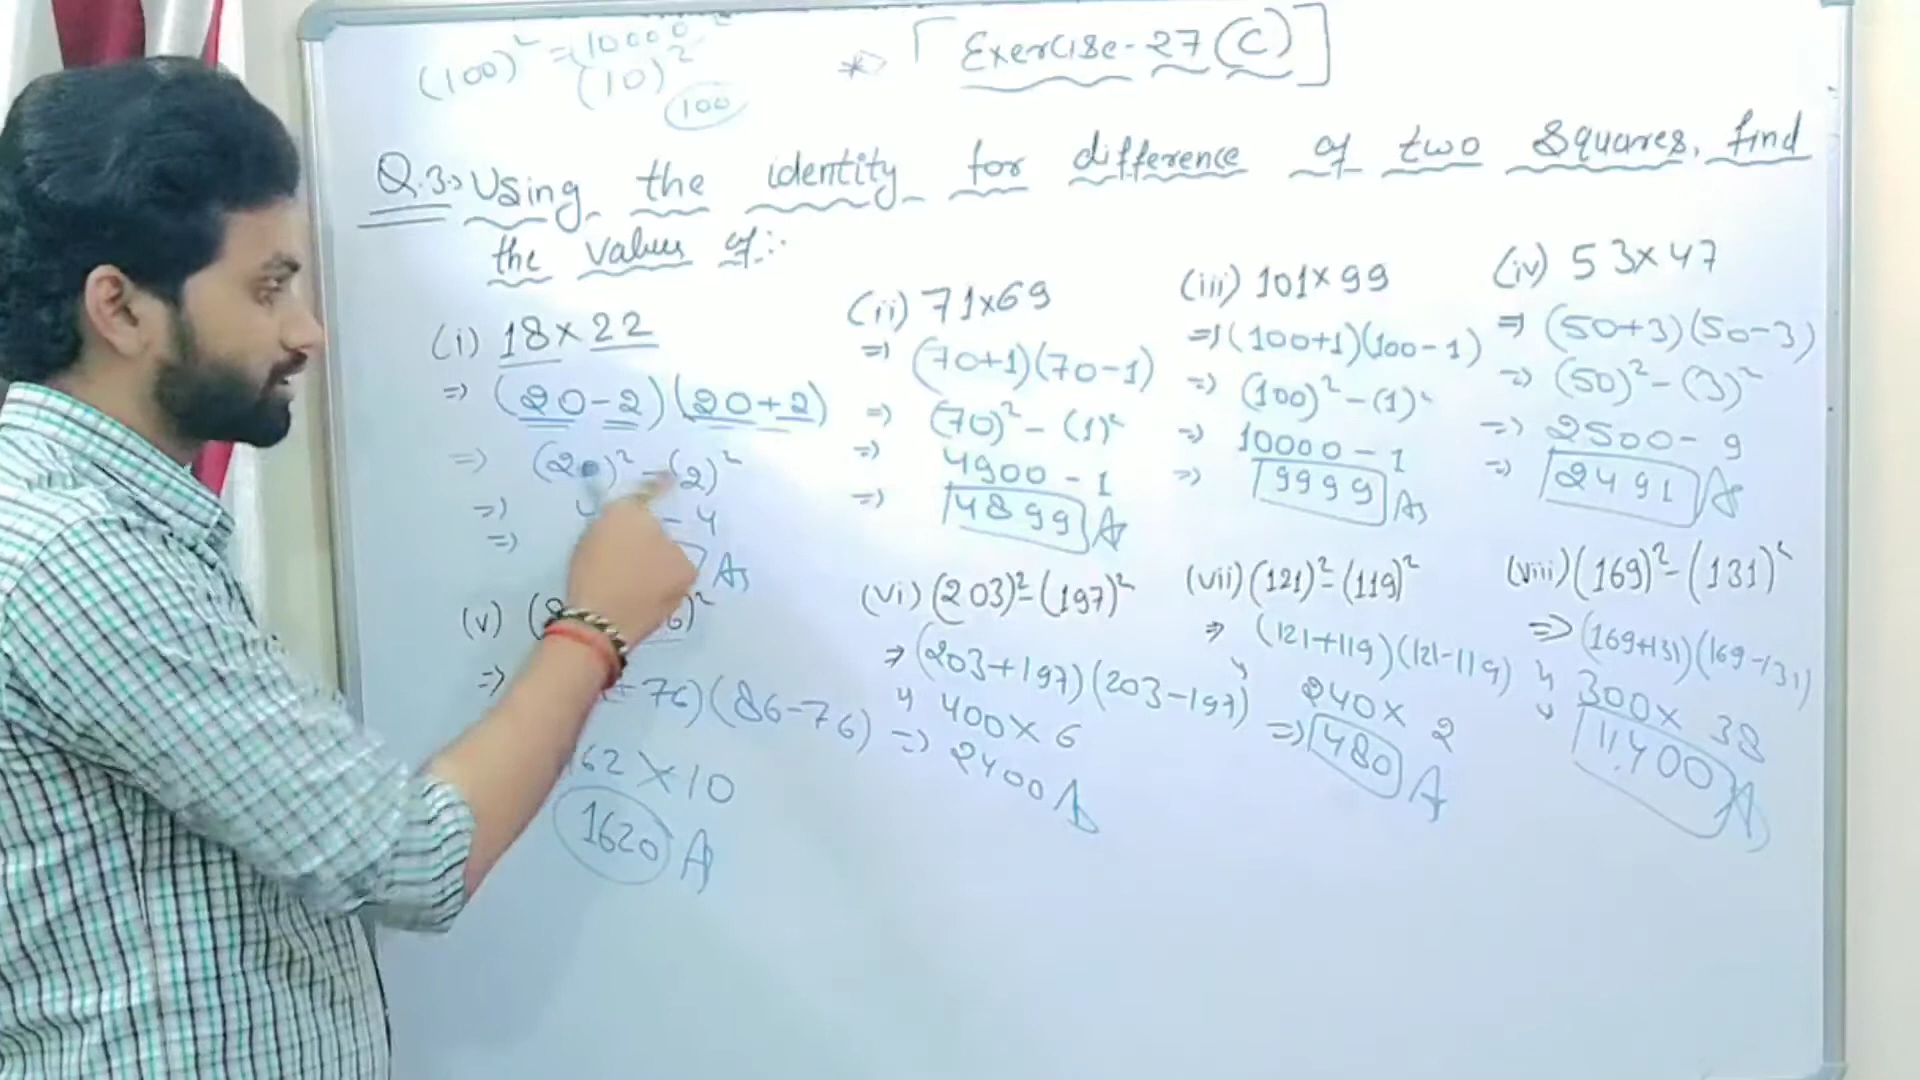 (100)² = 10000
(10)²
100
* [Exercise-27(C)]
Q.3:> Using the identity for difference of two squares, find
the values of:-
(i) 18×22
=> (20-2)(20+2)
=> (20)² - (2)²
=> - 4
=> As
(ii) 71×69
=> (70+1)(70-1)
=> (70)² - (1)²
=> 4900 - 1
=> 4899 A
(iii) 101×99
=> (100+1)(100-1)
=> (100)² - (1)²
=> 10000 - 1
=> 9999 As
(iv) 53×47
=> (50+3)(50-3)
=> (50)² - (3)²
=> 2500 - 9
=> 2491 As
(v) (8 6)²
=> + 76)(86-76)
162 × 10
1620 A
(vi) (203)² - (197)²
=> (203+197)(203-197)
400 × 6
=> 2400 A
(vii) (121)² - (119)²
=> (121+119)(121-119)
240 × 2
=> 480 A
(viii) (169)² - (131)²
=> (169+131)(169-131)
300 × 38
11,400 A